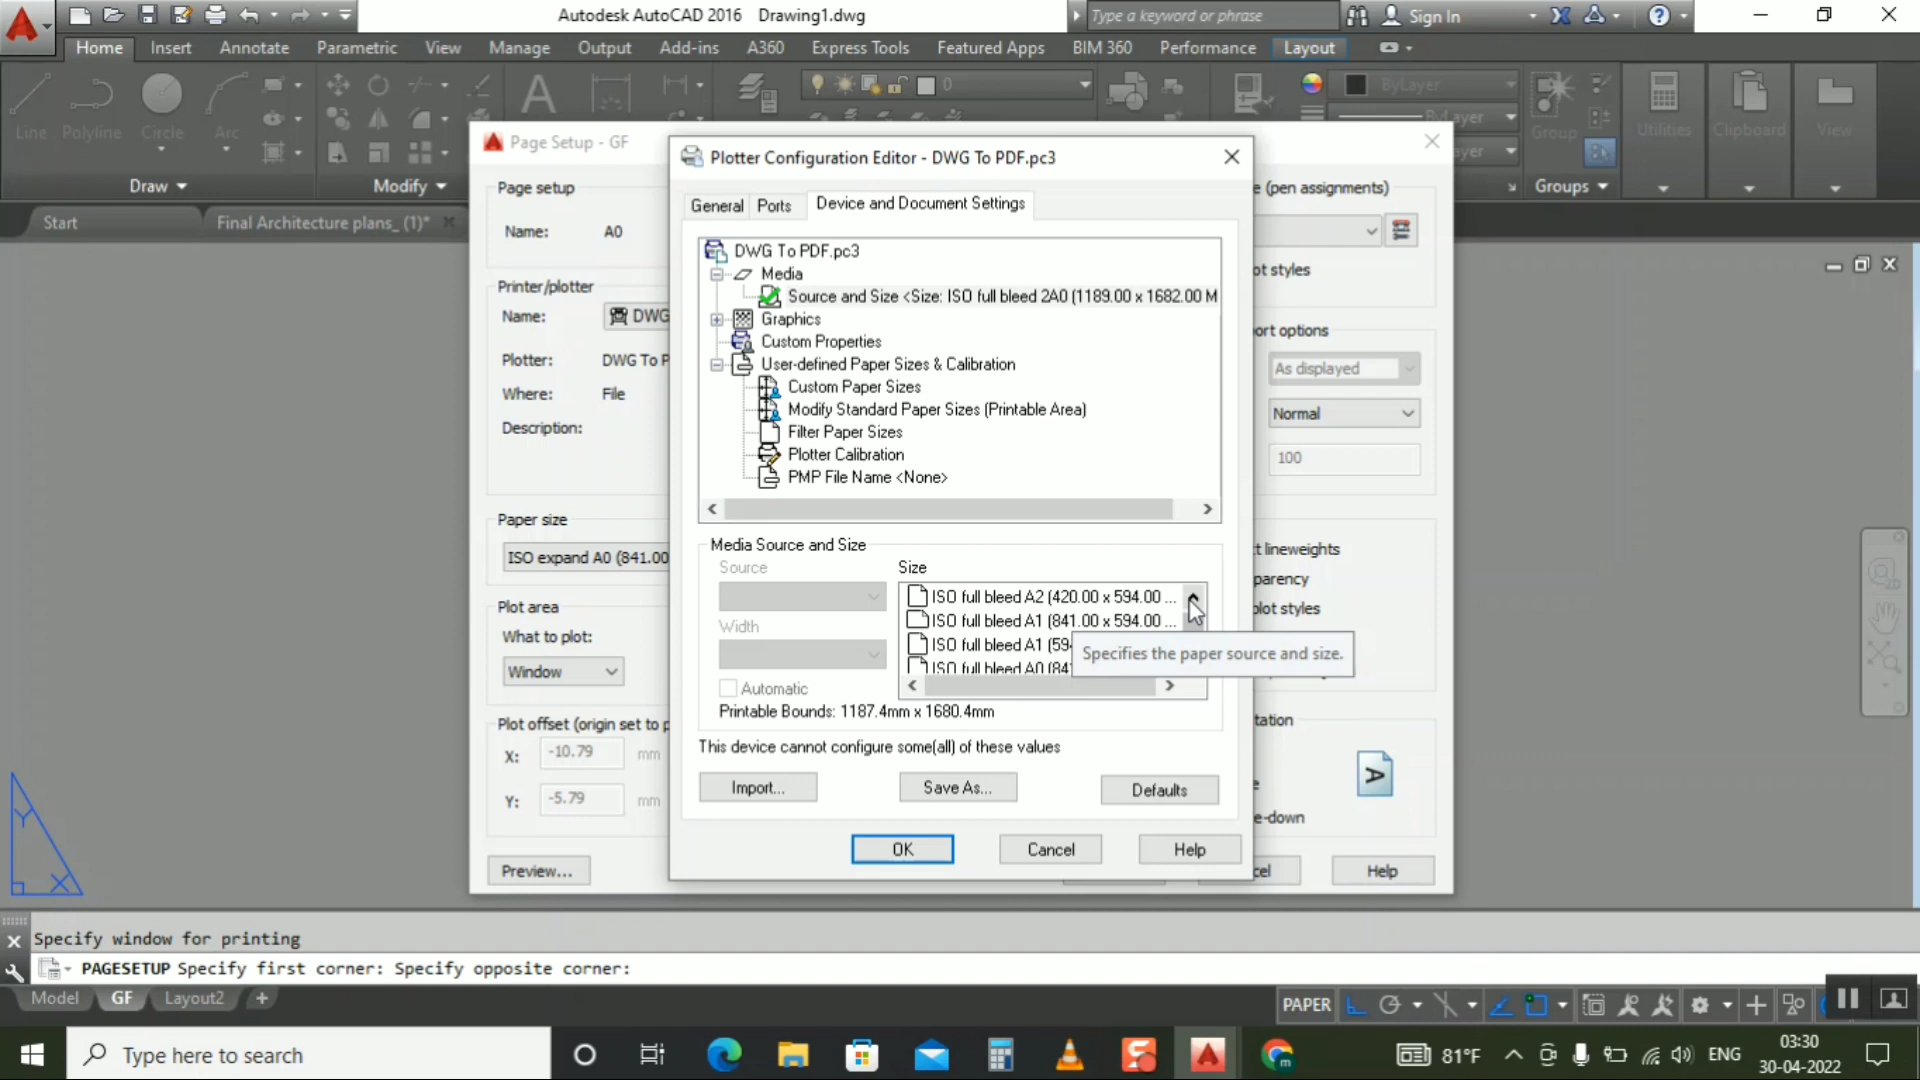 Autodesk AutoCAD 2016 Drawing1.dwg
Type a keyword or phrase
Sign In
Home Insert Annotate Parametric View Manage Output Add-ins A360 Express Tools Featured Apps BIM 360 Performance Layout
0
ByLayer
ByLayer
Line Polyline Circle Arc
Group Utilities Clipboard View
Draw Modify Groups
Start Final Architecture plans_ (1)*
Page Setup - GF
Page setup
Name: A0
Printer/plotter
Name: DWG
Plotter: DWG To P
Where: File
Description:
Paper size
ISO expand A0 (841.00
Plot area
What to plot:
Window
Plot offset (origin set to p
X: -10.79 mm
Y: -5.79 mm
Preview...
Plotter Configuration Editor - DWG To PDF.pc3
General Ports Device and Document Settings
DWG To PDF.pc3
Media
Source and Size <Size: ISO full bleed 2A0 (1189.00 x 1682.00 M
Graphics
Custom Properties
User-defined Paper Sizes & Calibration
Custom Paper Sizes
Modify Standard Paper Sizes (Printable Area)
Filter Paper Sizes
Plotter Calibration
PMP File Name <None>
Media Source and Size
Source
Width
Automatic
Size
ISO full bleed A2 (420.00 x 594.00 ...
ISO full bleed A1 (841.00 x 594.00 ...
ISO full bleed A1 (594
ISO full bleed A0 (841
Specifies the paper source and size.
Printable Bounds: 1187.4mm x 1680.4mm
This device cannot configure some(all) of these values
Import... Save As... Defaults
OK Cancel Help
e (pen assignments)
ot styles
ort options
As displayed
Normal
100
t lineweights
parency
plot styles
tation
A
e-down
cel Help
Y
X
Specify window for printing
PAGESETUP Specify first corner: Specify opposite corner:
Model GF Layout2
PAPER
Type here to search
81°F
ENG
03:30
30-04-2022